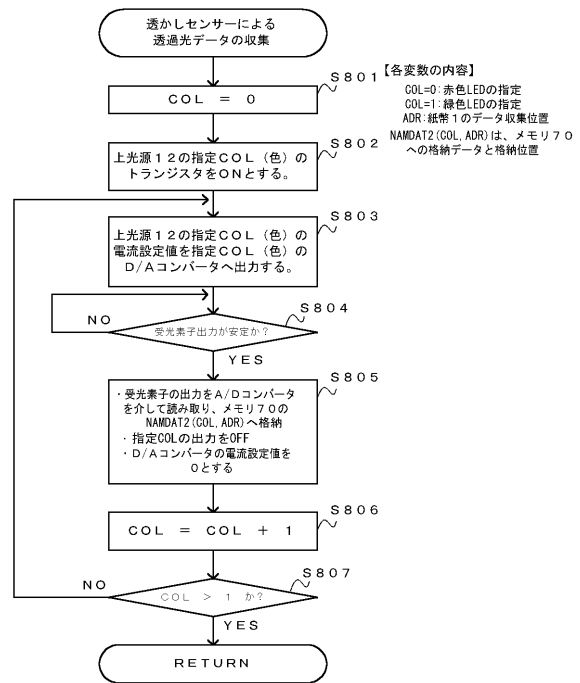 透かしセンサーによる
透過光データの収集
S801
COL = 0
【各変数の内容】
COL=0:赤色LEDの指定
COL=1:緑色LEDの指定
ADR:紙幣1のデータ収集位置
NAMDAT2(COL,ADR)は、メモリ70
への格納データと格納位置
S802
上光源12の指定COL(色)の
トランジスタをONとする。
S803
上光源12の指定COL(色)の
電流設定値を指定COL(色)の
D/Aコンバータへ出力する。
S804
受光素子出力が安定か?
NO
YES
S805
・受光素子の出力をA/Dコンバータ
を介して読み取り、メモリ70の
NAMDAT2(COL,ADR)へ格納
・指定COLの出力をOFF
・D/Aコンバータの電流設定値を
0とする
S806
COL = COL + 1
S807
COL > 1 か?
NO
YES
RETURN